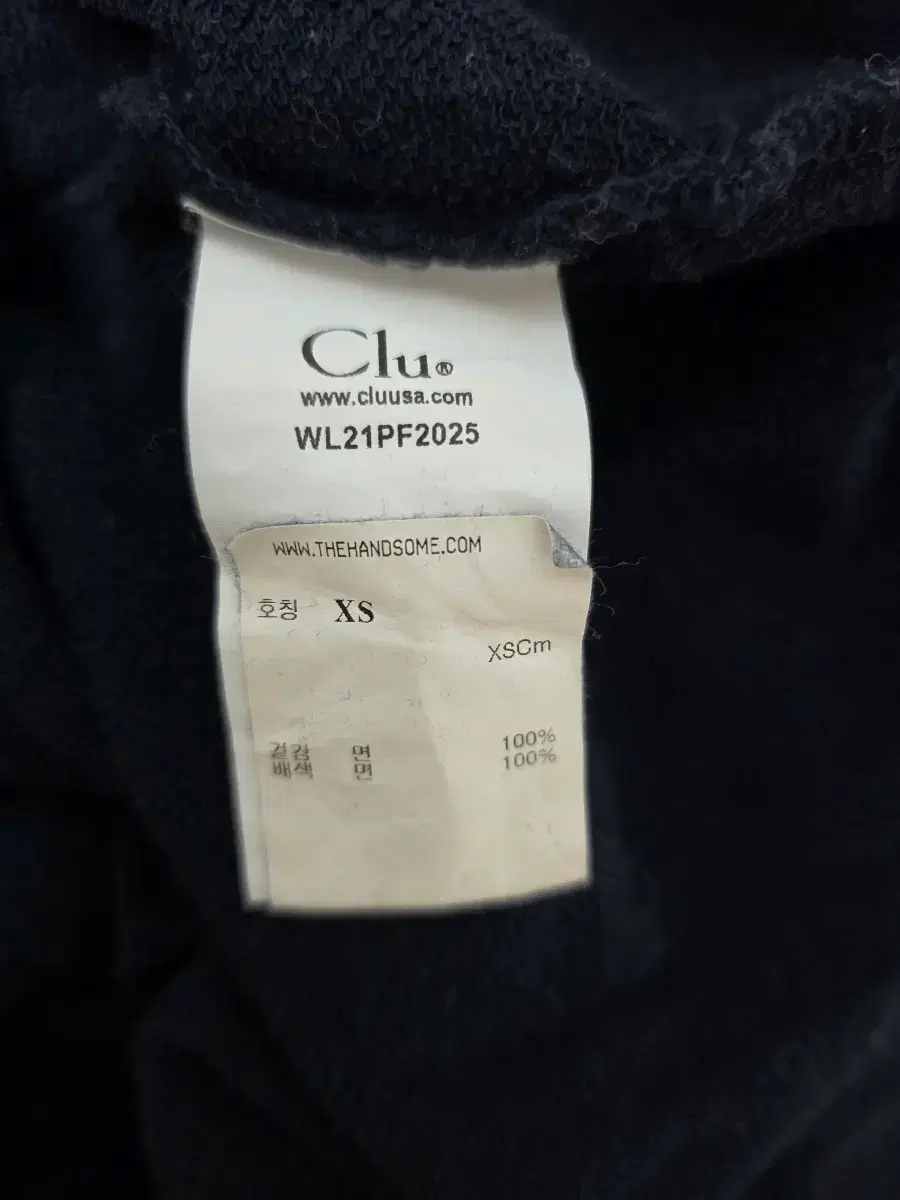 Clu®
www.cluusa.com
WL21PF2025
WWW.THEHANDSOME.COM
호칭 XS
XSCm
겉감 면 100%
배색 면 100%